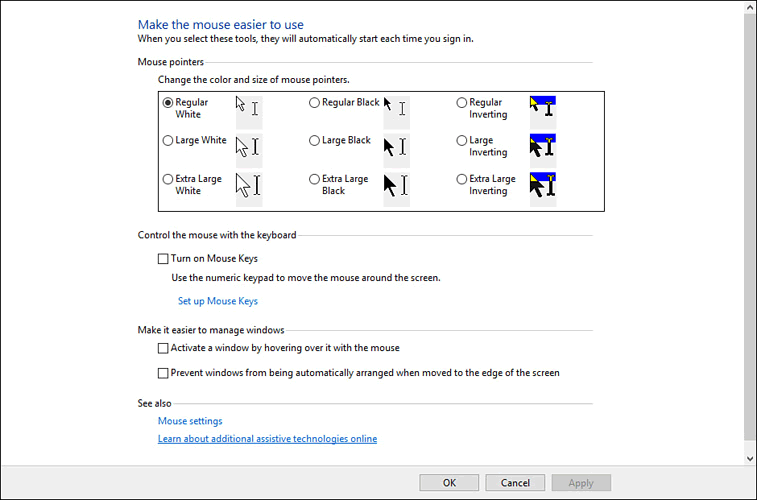 Make the mouse easier to use
When you select these tools, they will automatically start each time you sign in.
Mouse pointers
Change the color and size of mouse pointers.
Regular White
Regular Black
Regular Inverting
Large White
Large Black
Large Inverting
Extra Large White
Extra Large Black
Extra Large Inverting
Control the mouse with the keyboard
Turn on Mouse Keys
Use the numeric keypad to move the mouse around the screen.
Set up Mouse Keys
Make it easier to manage windows
Activate a window by hovering over it with the mouse
Prevent windows from being automatically arranged when moved to the edge of the screen
See also
Mouse settings
Learn about additional assistive technologies online
OK
Cancel
Apply